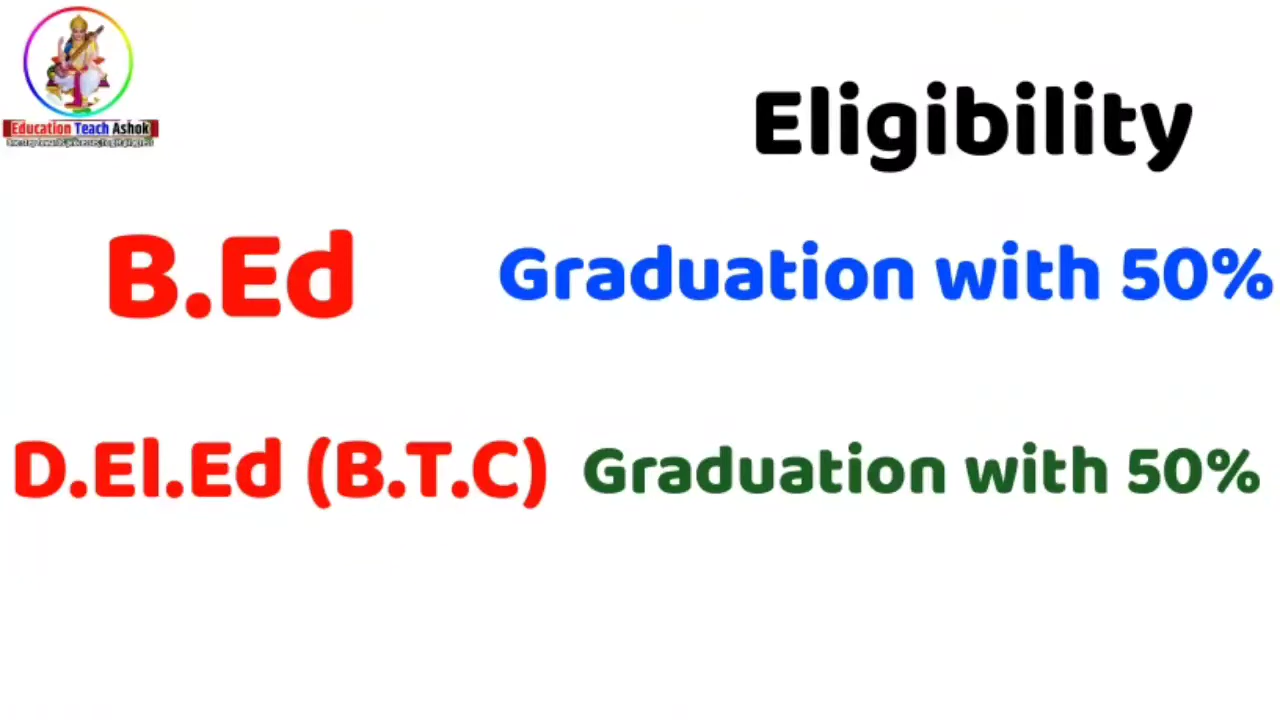 Education Teach Ashok
Eligibility
B.Ed Graduation with 50%
D.El.Ed (B.T.C) Graduation with 50%